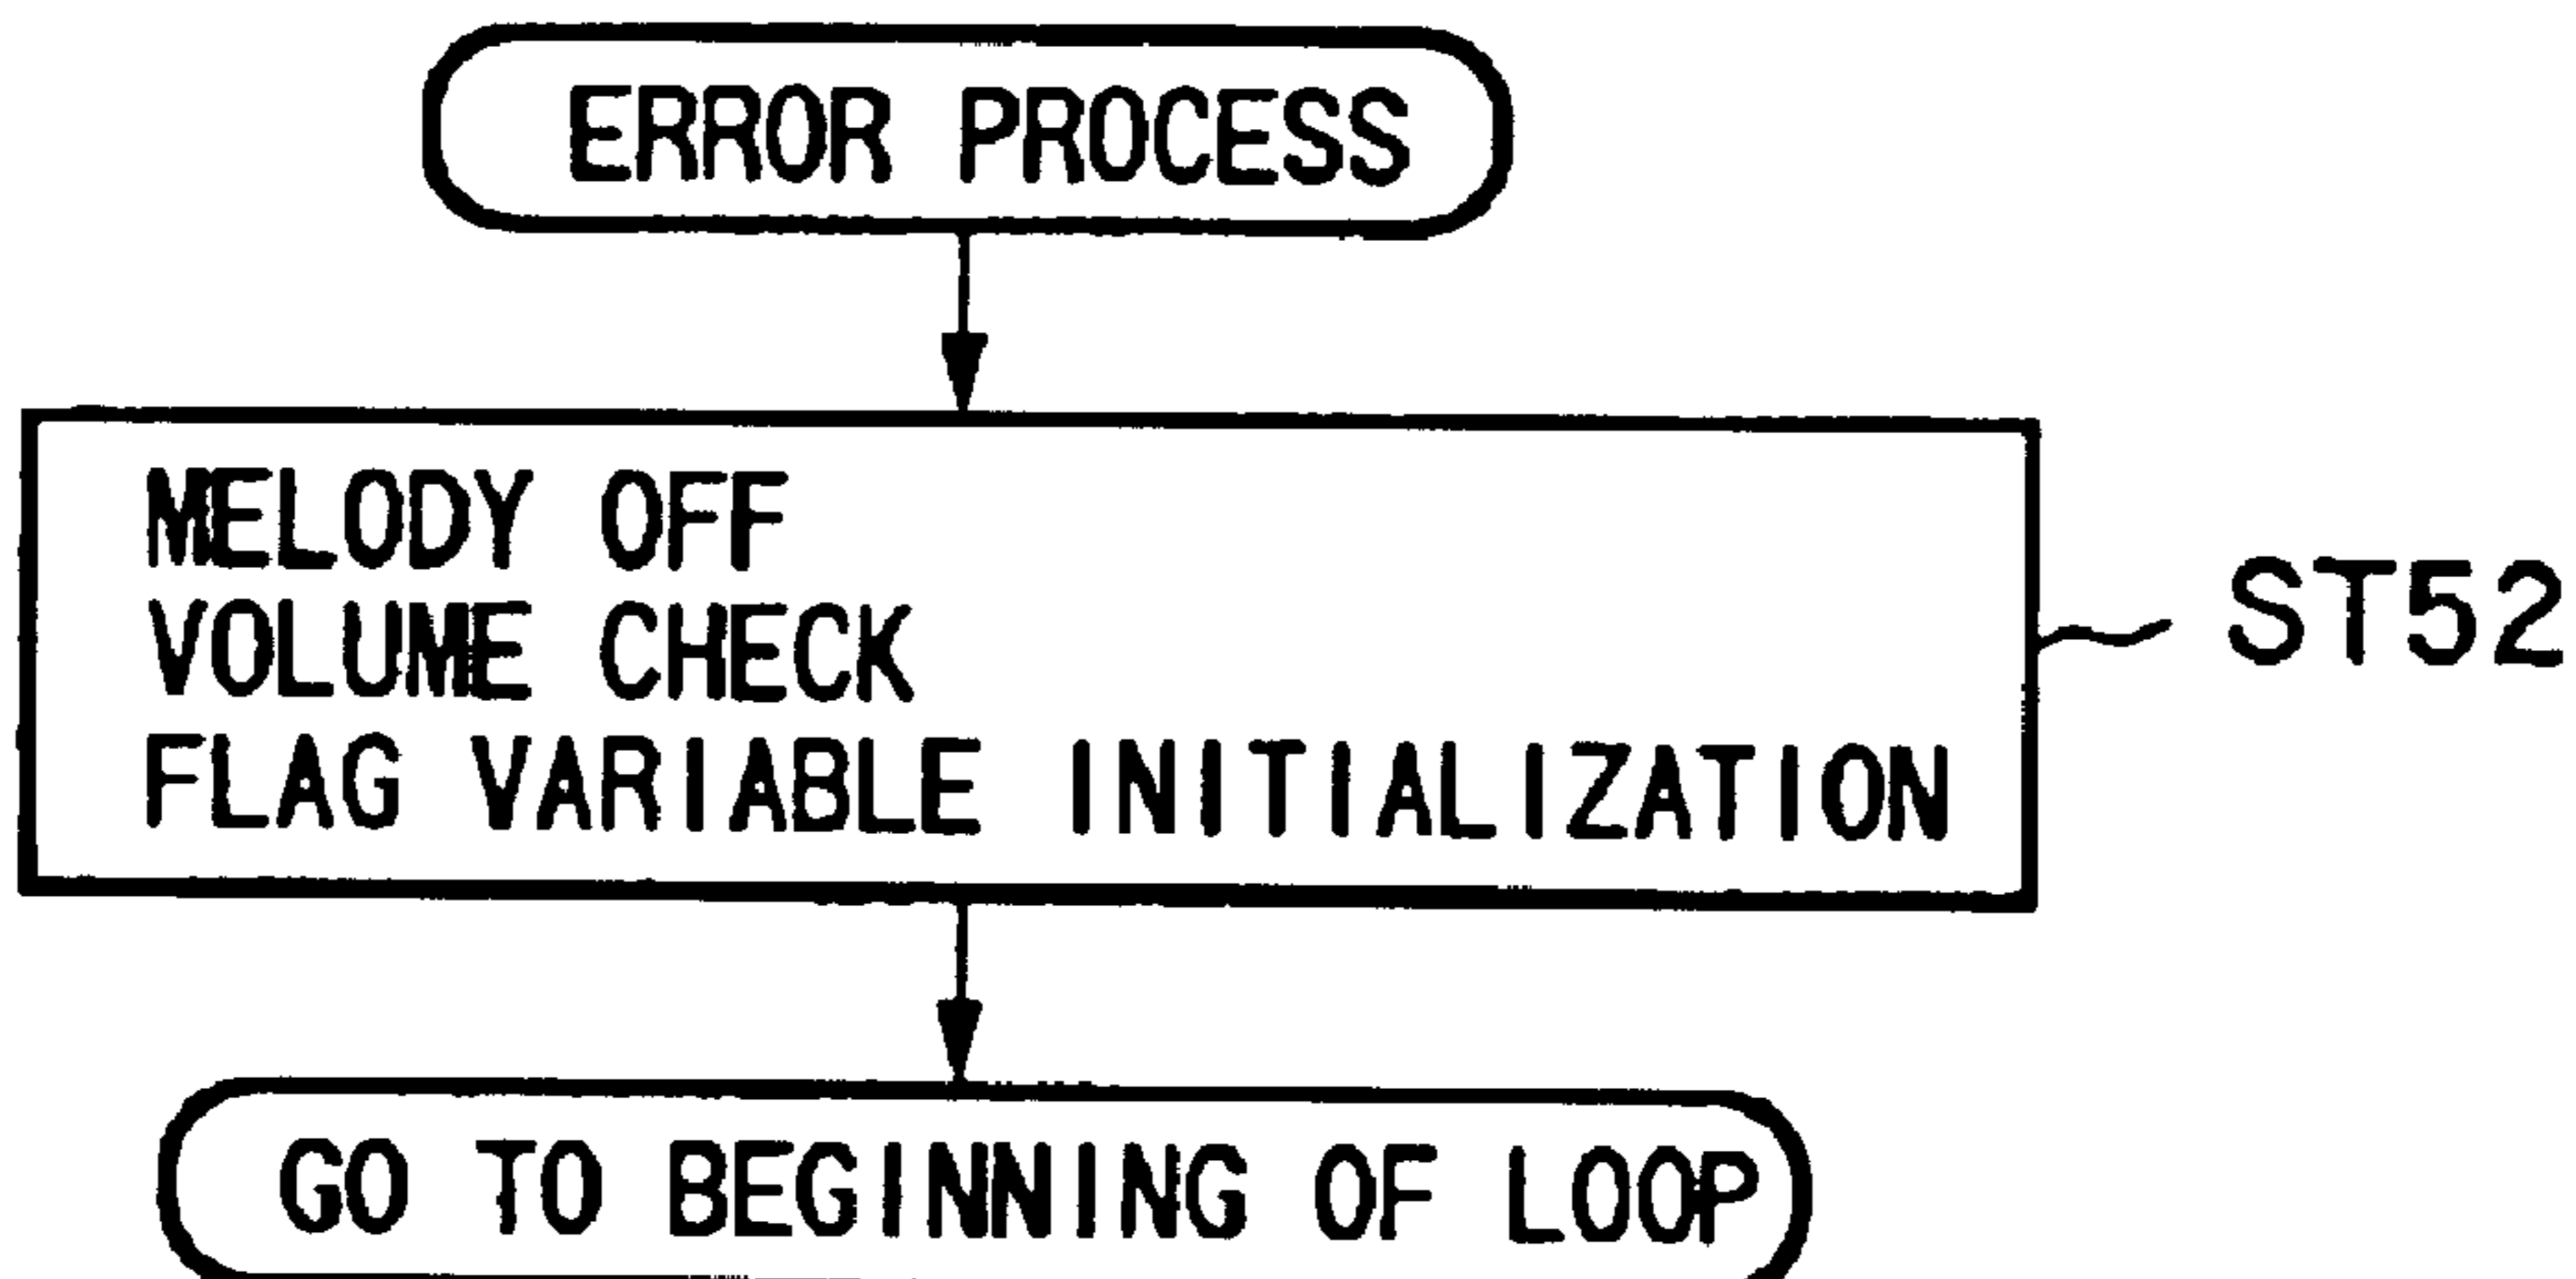 ERROR PROCESS
MELODY OFF
VOLUME CHECK
FLAG VARIABLE INITIALIZATION
ST52
GO TO BEGINNING OF LOOP